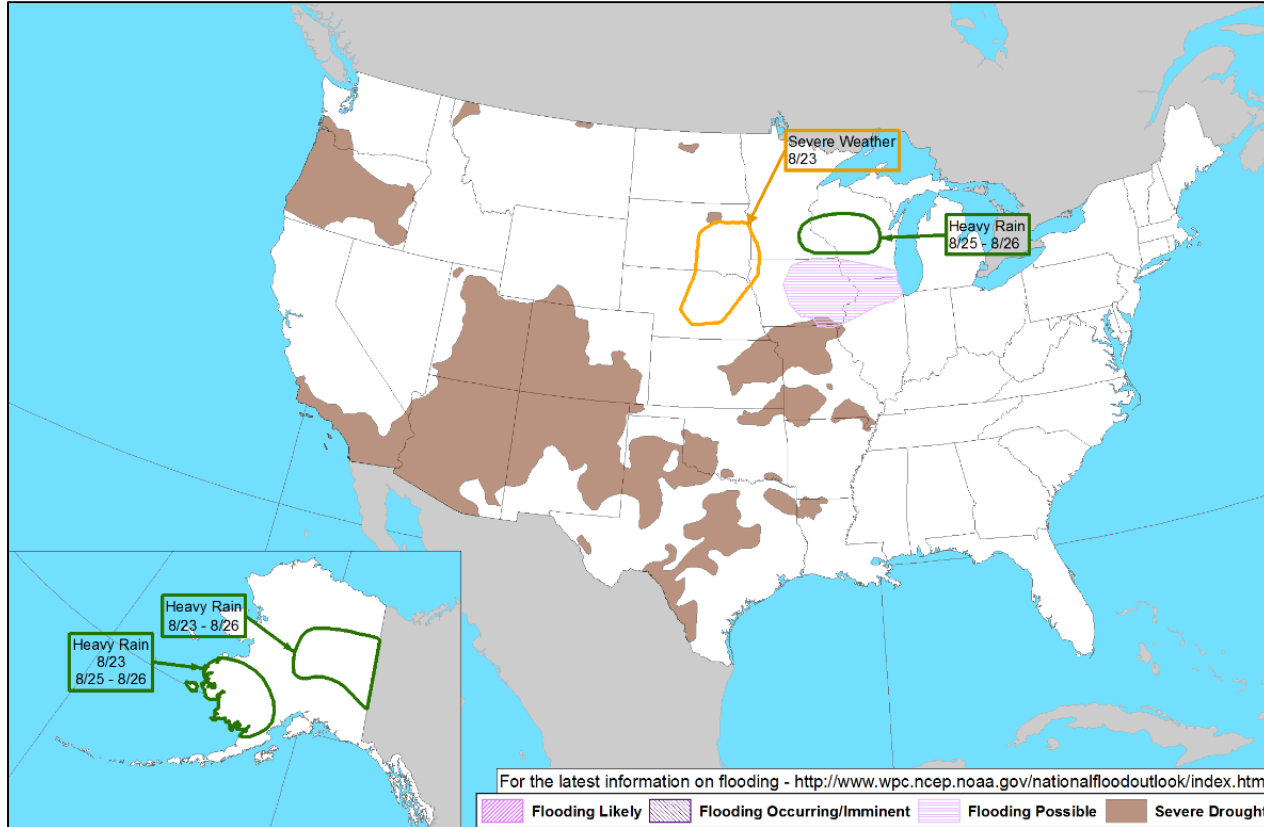 Severe Weather
8/23
Heavy Rain
8/25 - 8/26
Heavy Rain
8/23 - 8/26
Heavy Rain
8/23
8/25 - 8/26
For the latest information on flooding - http://www.wpc.ncep.noaa.gov/nationalfloodoutlook/index.htm
Flooding Likely Flooding Occurring/Imminent Flooding Possible Severe Drought